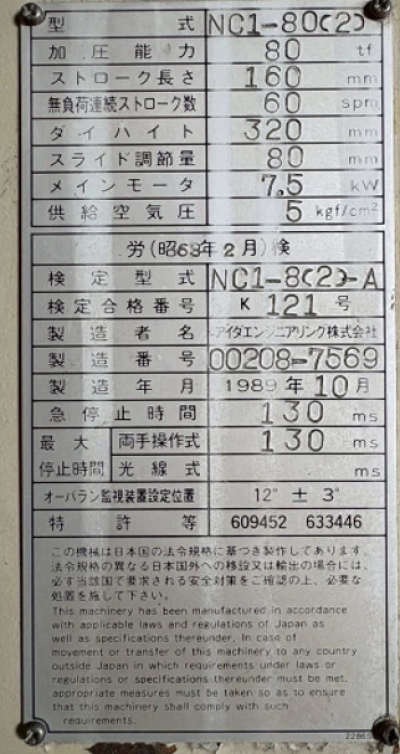 型式 NC1-80(2)
加圧能力 80 tf
ストローク長さ 160 mm
無負荷連続ストローク数 60 spm
ダイハイト 320 mm
スライド調節量 80 mm
メインモータ 7.5 kW
供給空気圧 5 kgf/cm²
労(昭63年2月)検
検定型式 NC1-8(2)-A
検定合格番号 K 121 号
製造者名 アイダエンジニアリング株式会社
製造番号 00208-7569
製造年月 1989年10月
急停止時間 130 ms
最大停止時間 両手操作式 130 ms
光線式 ms
オーバラン監視装置設定位置 12° ± 3°
特許等 609452 633446
この機械は日本国の法令規格に基づき製作してあります。
法令規格の異なる日本国外への移設又は輸出の場合には、
必ず当該国で要求される安全対策をご確認の上、必要な
処置を施して下さい。
This machinery has been manufactured in accordance
with applicable laws and regulations of Japan as
well as specifications thereunder. In case of
movement or transfer of this machinery to any country
outside Japan in which requirements under laws or
regulations or specifications thereunder must be met,
appropriate measures must be taken so as to ensure
that this machinery shall comply with such
requirements.